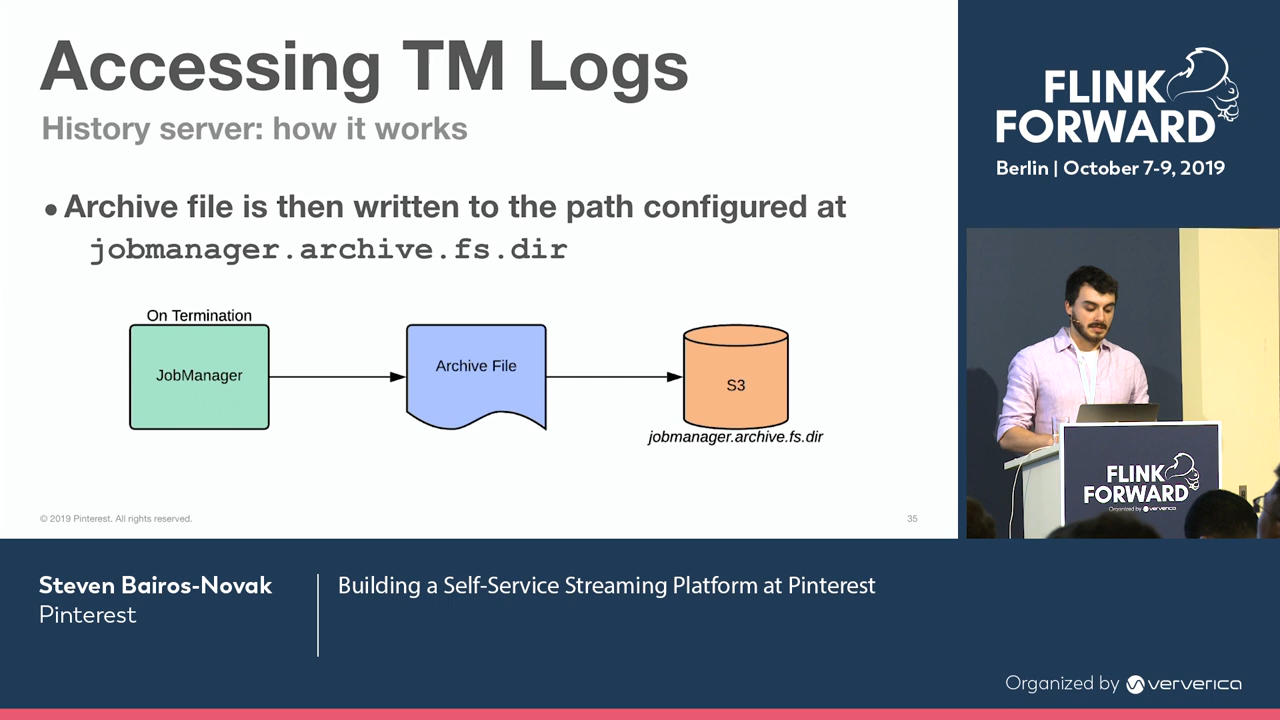 Accessing TM Logs
History server: how it works
● Archive file is then written to the path configured at
jobmanager.archive.fs.dir
On Termination
JobManager
Archive File
S3
jobmanager.archive.fs.dir
© 2019 Pinterest. All rights reserved.
35
FLINK
FORWARD
Berlin | October 7-9, 2019
FLINK
FORWARD
Organized by ververica
Steven Bairos-Novak
Pinterest
Building a Self-Service Streaming Platform at Pinterest
Organized by ververica